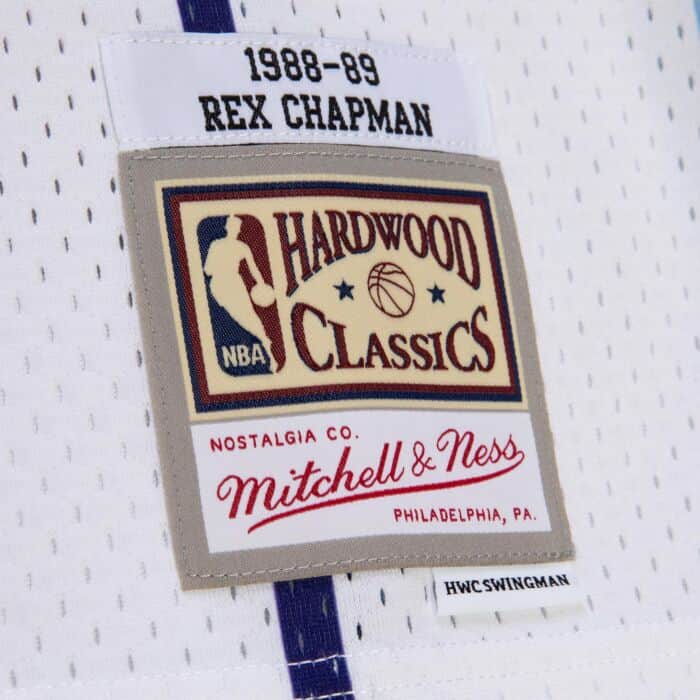 1988-89
REX CHAPMAN
HARDWOOD
CLASSICS
NBA
NOSTALGIA CO.
Mitchell & Ness
PHILADELPHIA, PA.
HWC SWINGMAN